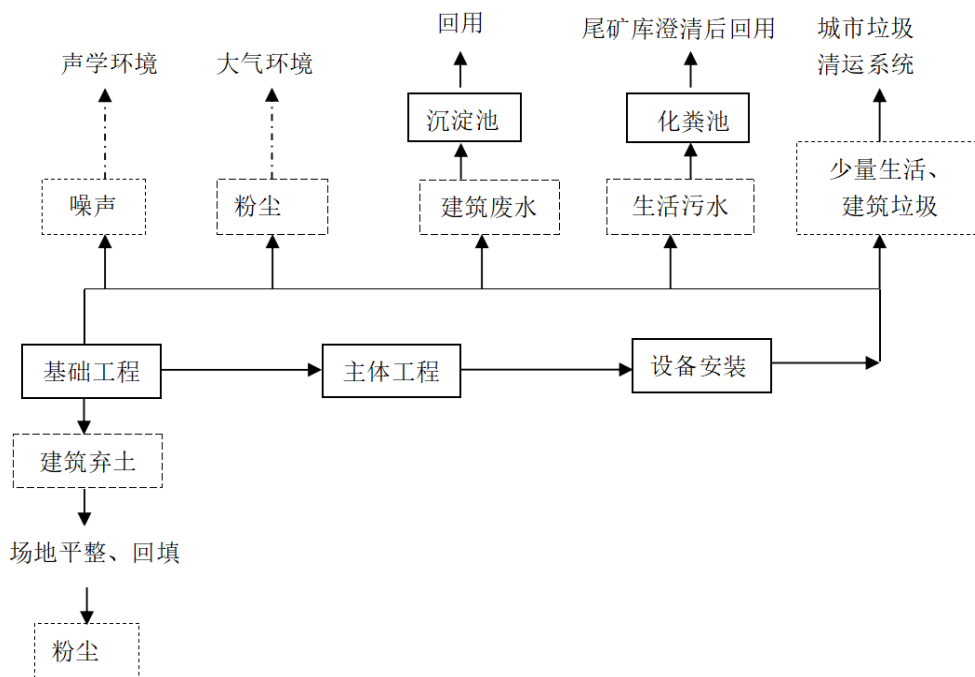 回用
尾矿库澄清后回用
城市垃圾
清运系统
声学环境
大气环境
沉淀池
化粪池
噪声
粉尘
建筑废水
生活污水
少量生活、
建筑垃圾
基础工程
主体工程
设备安装
建筑弃土
场地平整、回填
粉尘